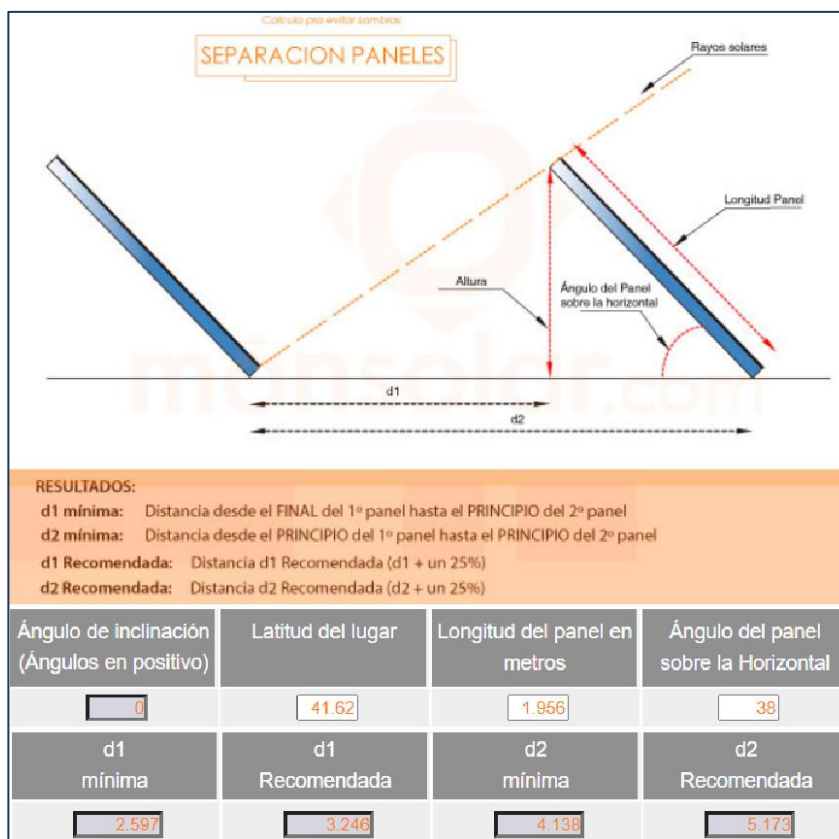 Calculo pra evitar sombras
SEPARACION PANELES
Rayos solares
Longitud Panel
Altura
Ángulo del Panel
sobre la horizontal
monsolar.com
d1
d2
RESULTADOS:
d1 mínima: Distancia desde el FINAL del 1º panel hasta el PRINCIPIO del 2º panel
d2 mínima: Distancia desde el PRINCIPIO del 1º panel hasta el PRINCIPIO del 2º panel
d1 Recomendada: Distancia d1 Recomendada (d1 + un 25%)
d2 Recomendada: Distancia d2 Recomendada (d2 + un 25%)
Ángulo de inclinación (Ángulos en positivo) Latitud del lugar Longitud del panel en metros Ángulo del panel sobre la Horizontal
0 41.62 1.956 38
d1 mínima d1 Recomendada d2 mínima d2 Recomendada
2.597 3.246 4.138 5.173